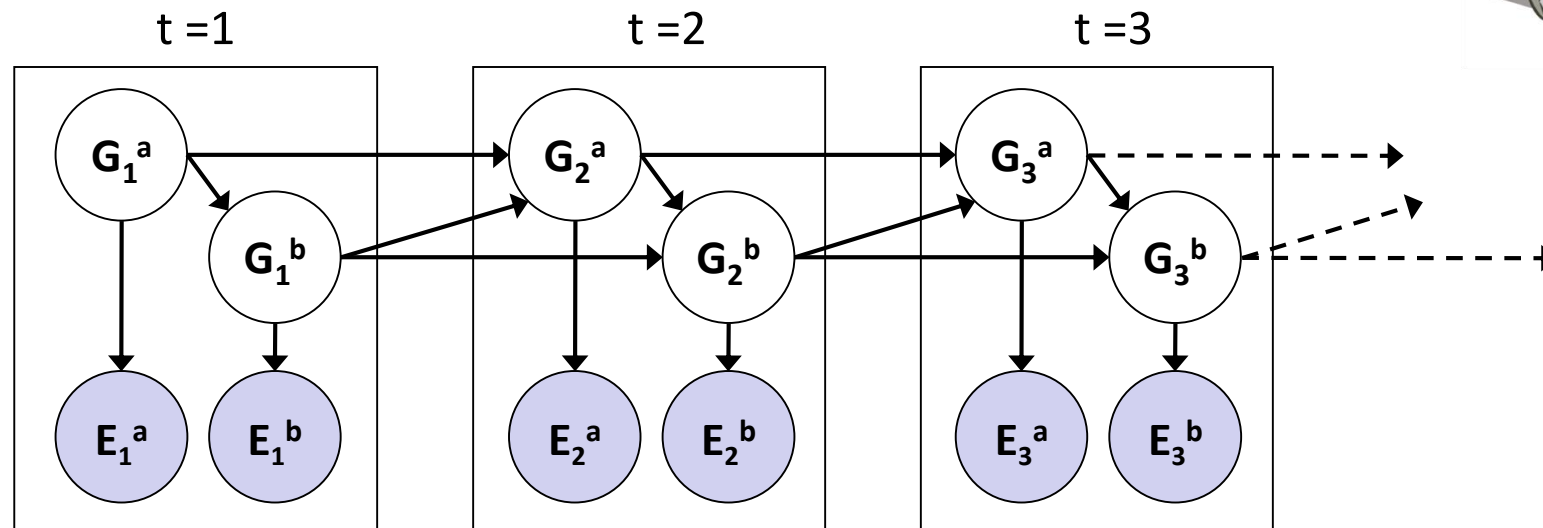 t =1 t =2 t =3
G₁ᵃ G₂ᵃ G₃ᵃ
G₁ᵇ G₂ᵇ G₃ᵇ
E₁ᵃ E₁ᵇ E₂ᵃ E₂ᵇ E₃ᵃ E₃ᵇ